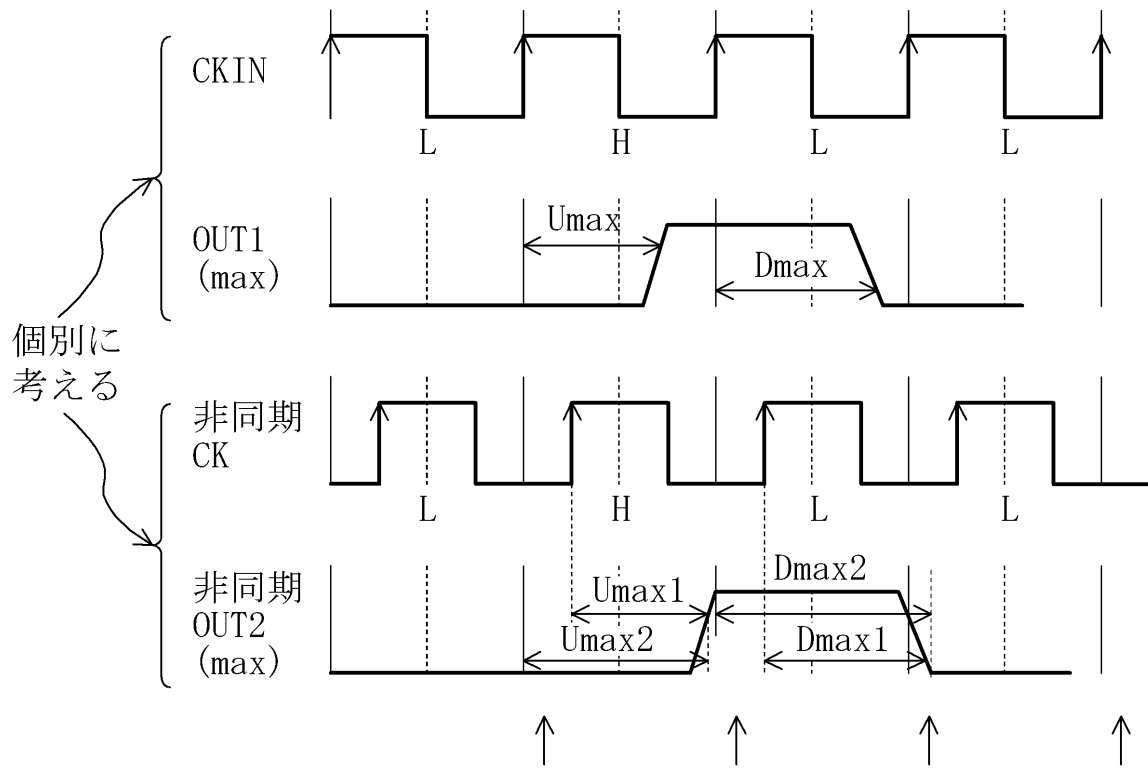 CKIN
L H L L
OUT1
(max)
Umax
Dmax
個別に
考える
非同期
CK
L H L L
非同期
OUT2
(max)
Dmax2
Umax1
Umax2
Dmax1